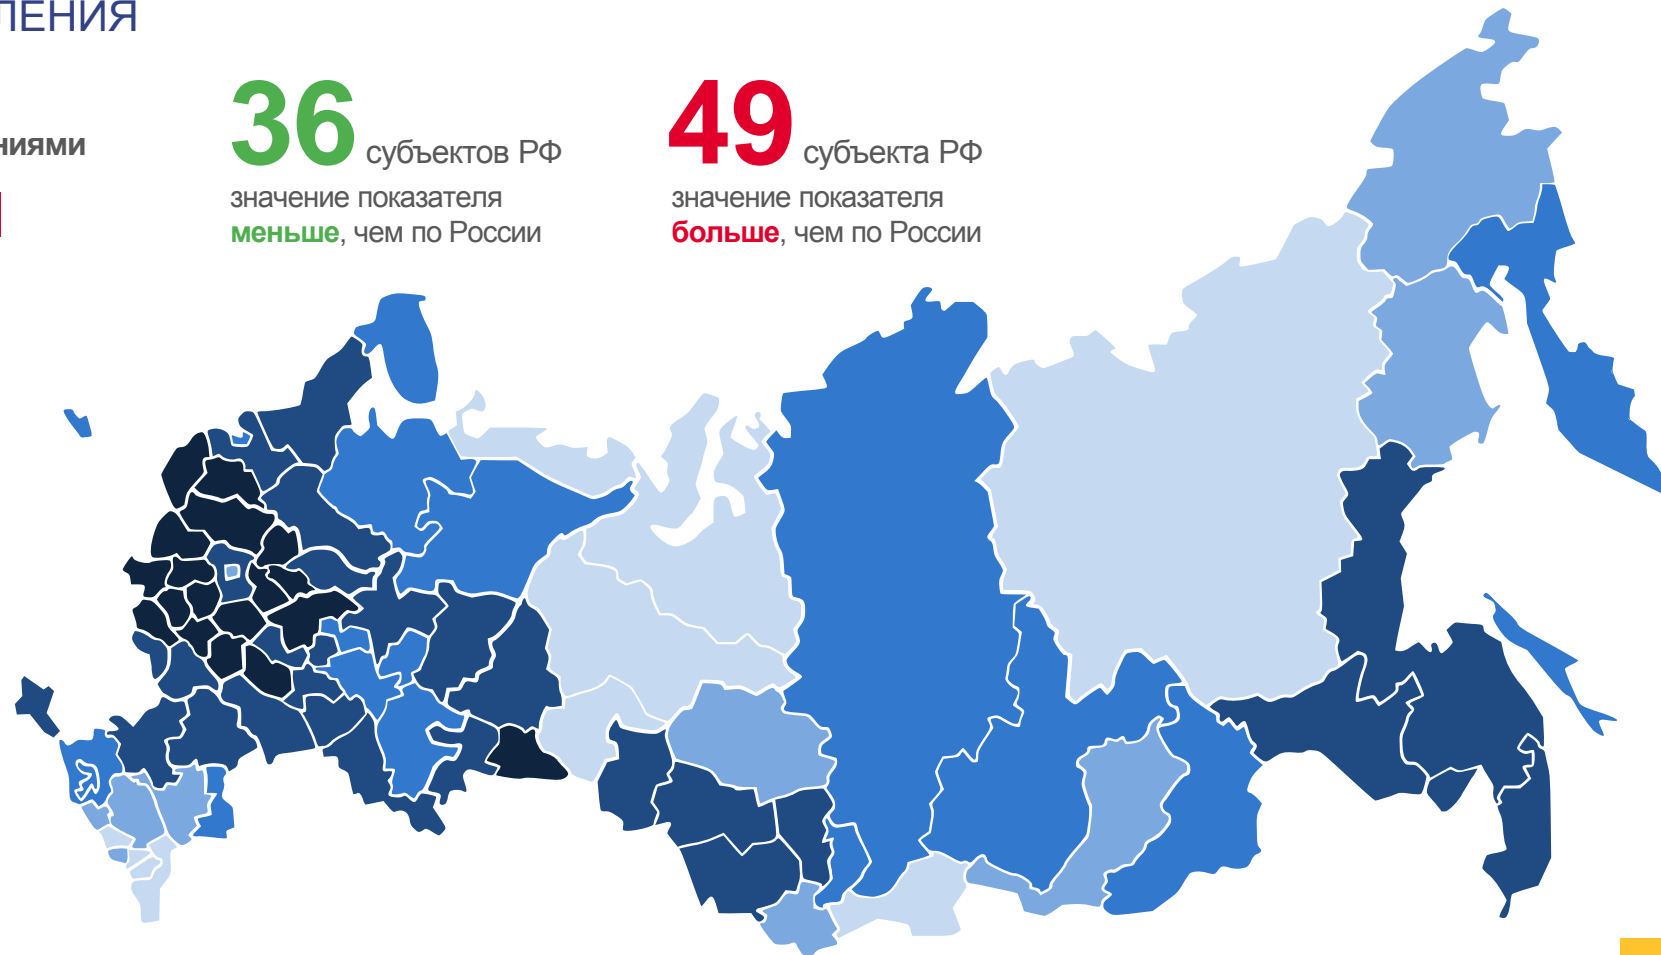 ЛЕНИЯ
ниями
36 субъектов РФ
значение показателя
меньше, чем по России
49 субъекта РФ
значение показателя
больше, чем по России